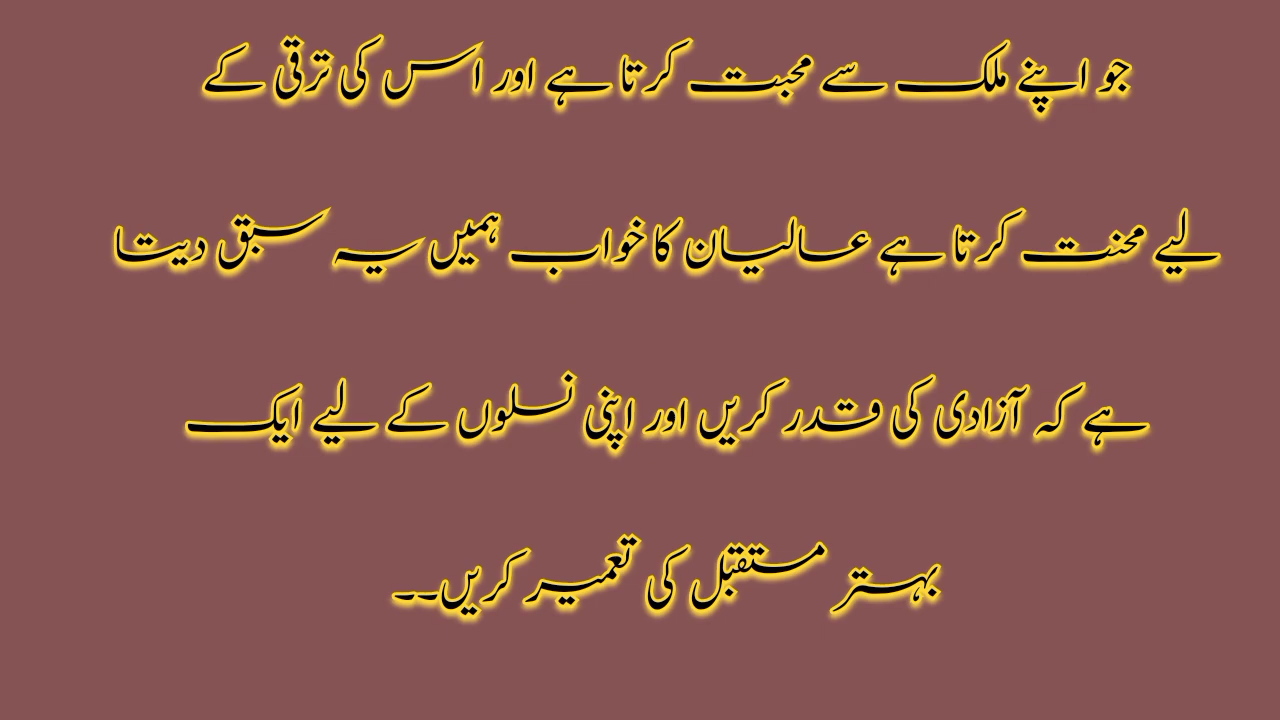 جو اپنے ملک سے محبت کرتا ہے اور اس کی ترقی کے
لیے محنت کرتا ہے عالیان کا خواب ہمیں یہ سبق دیتا
ہے کہ آزادی کی قدر کریں اور اپنی نسلوں کے لیے ایک
بہتر مستقبل کی تعمیر کریں۔۔